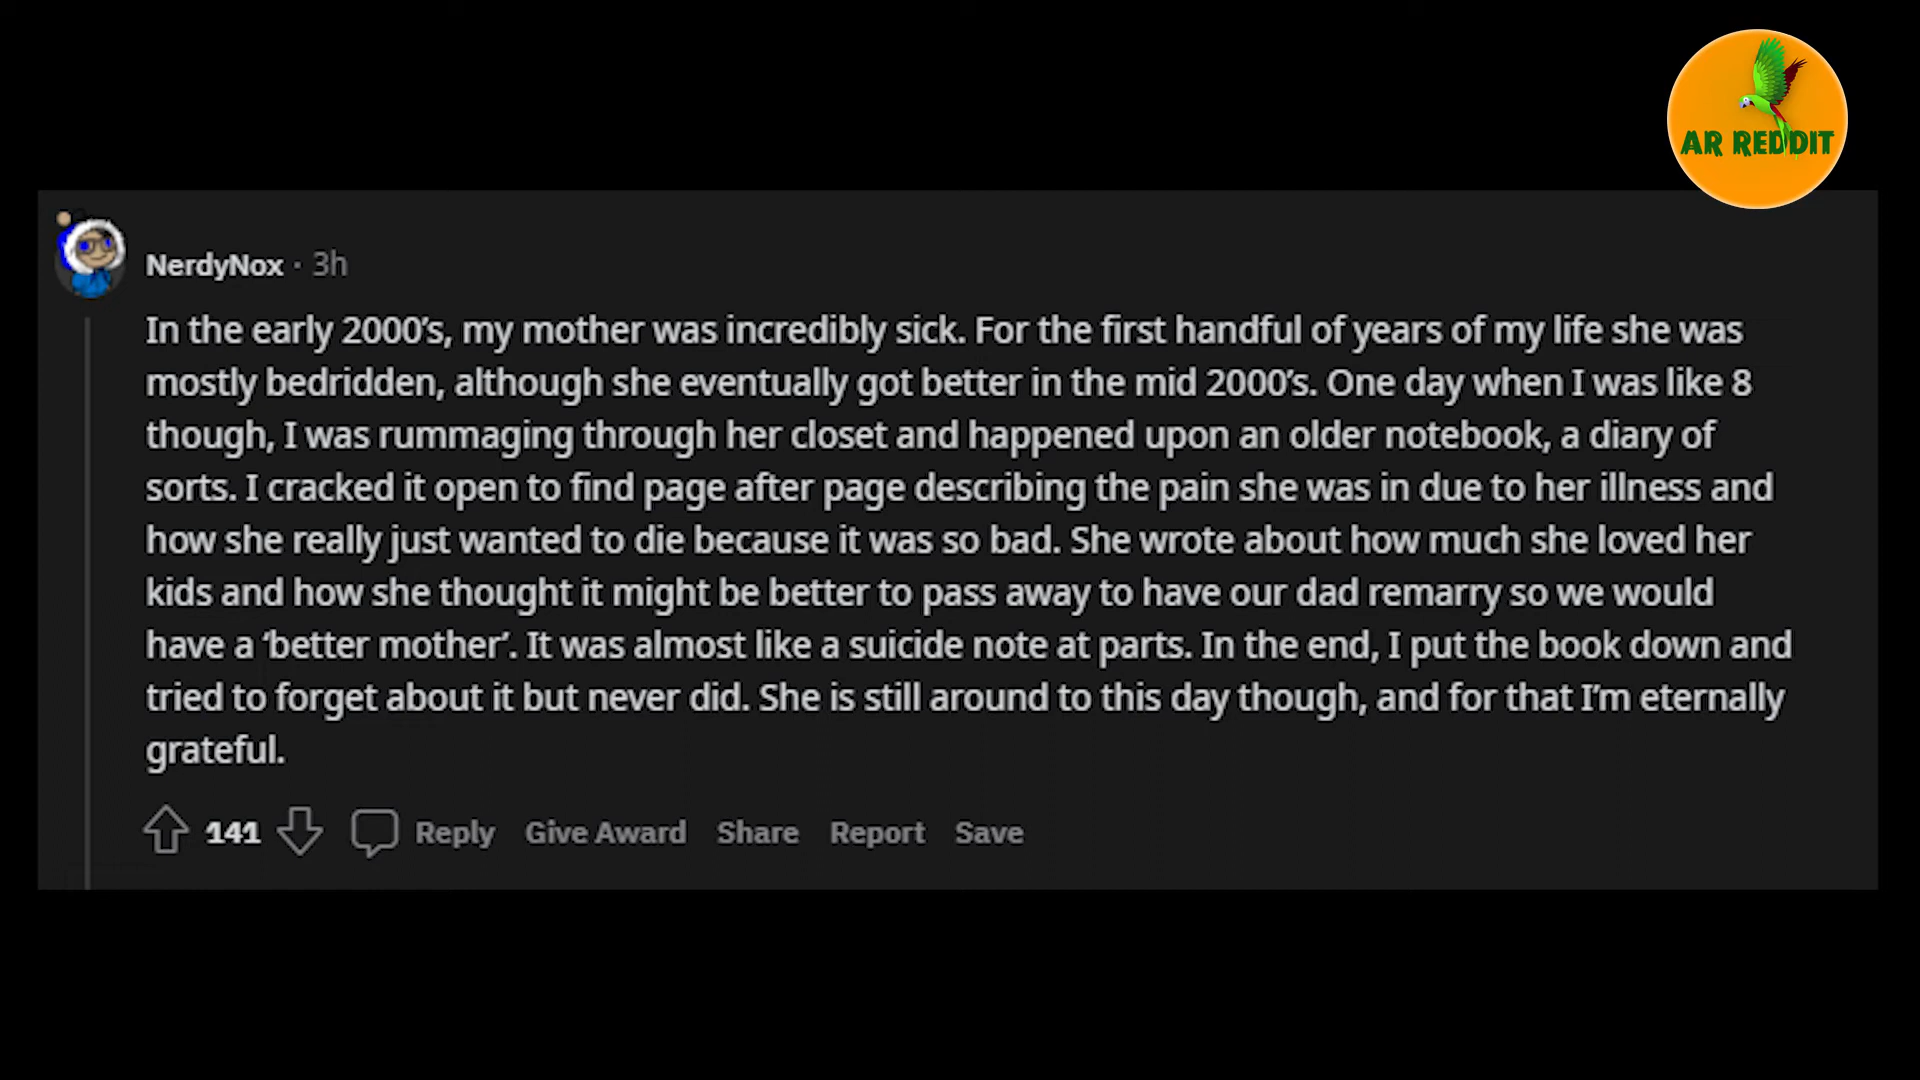 AR REDDIT
NerdyNox · 3h
In the early 2000’s, my mother was incredibly sick. For the first handful of years of my life she was
mostly bedridden, although she eventually got better in the mid 2000’s. One day when I was like 8
though, I was rummaging through her closet and happened upon an older notebook, a diary of
sorts. I cracked it open to find page after page describing the pain she was in due to her illness and
how she really just wanted to die because it was so bad. She wrote about how much she loved her
kids and how she thought it might be better to pass away to have our dad remarry so we would
have a ‘better mother’. It was almost like a suicide note at parts. In the end, I put the book down and
tried to forget about it but never did. She is still around to this day though, and for that I’m eternally
grateful.
141 Reply Give Award Share Report Save